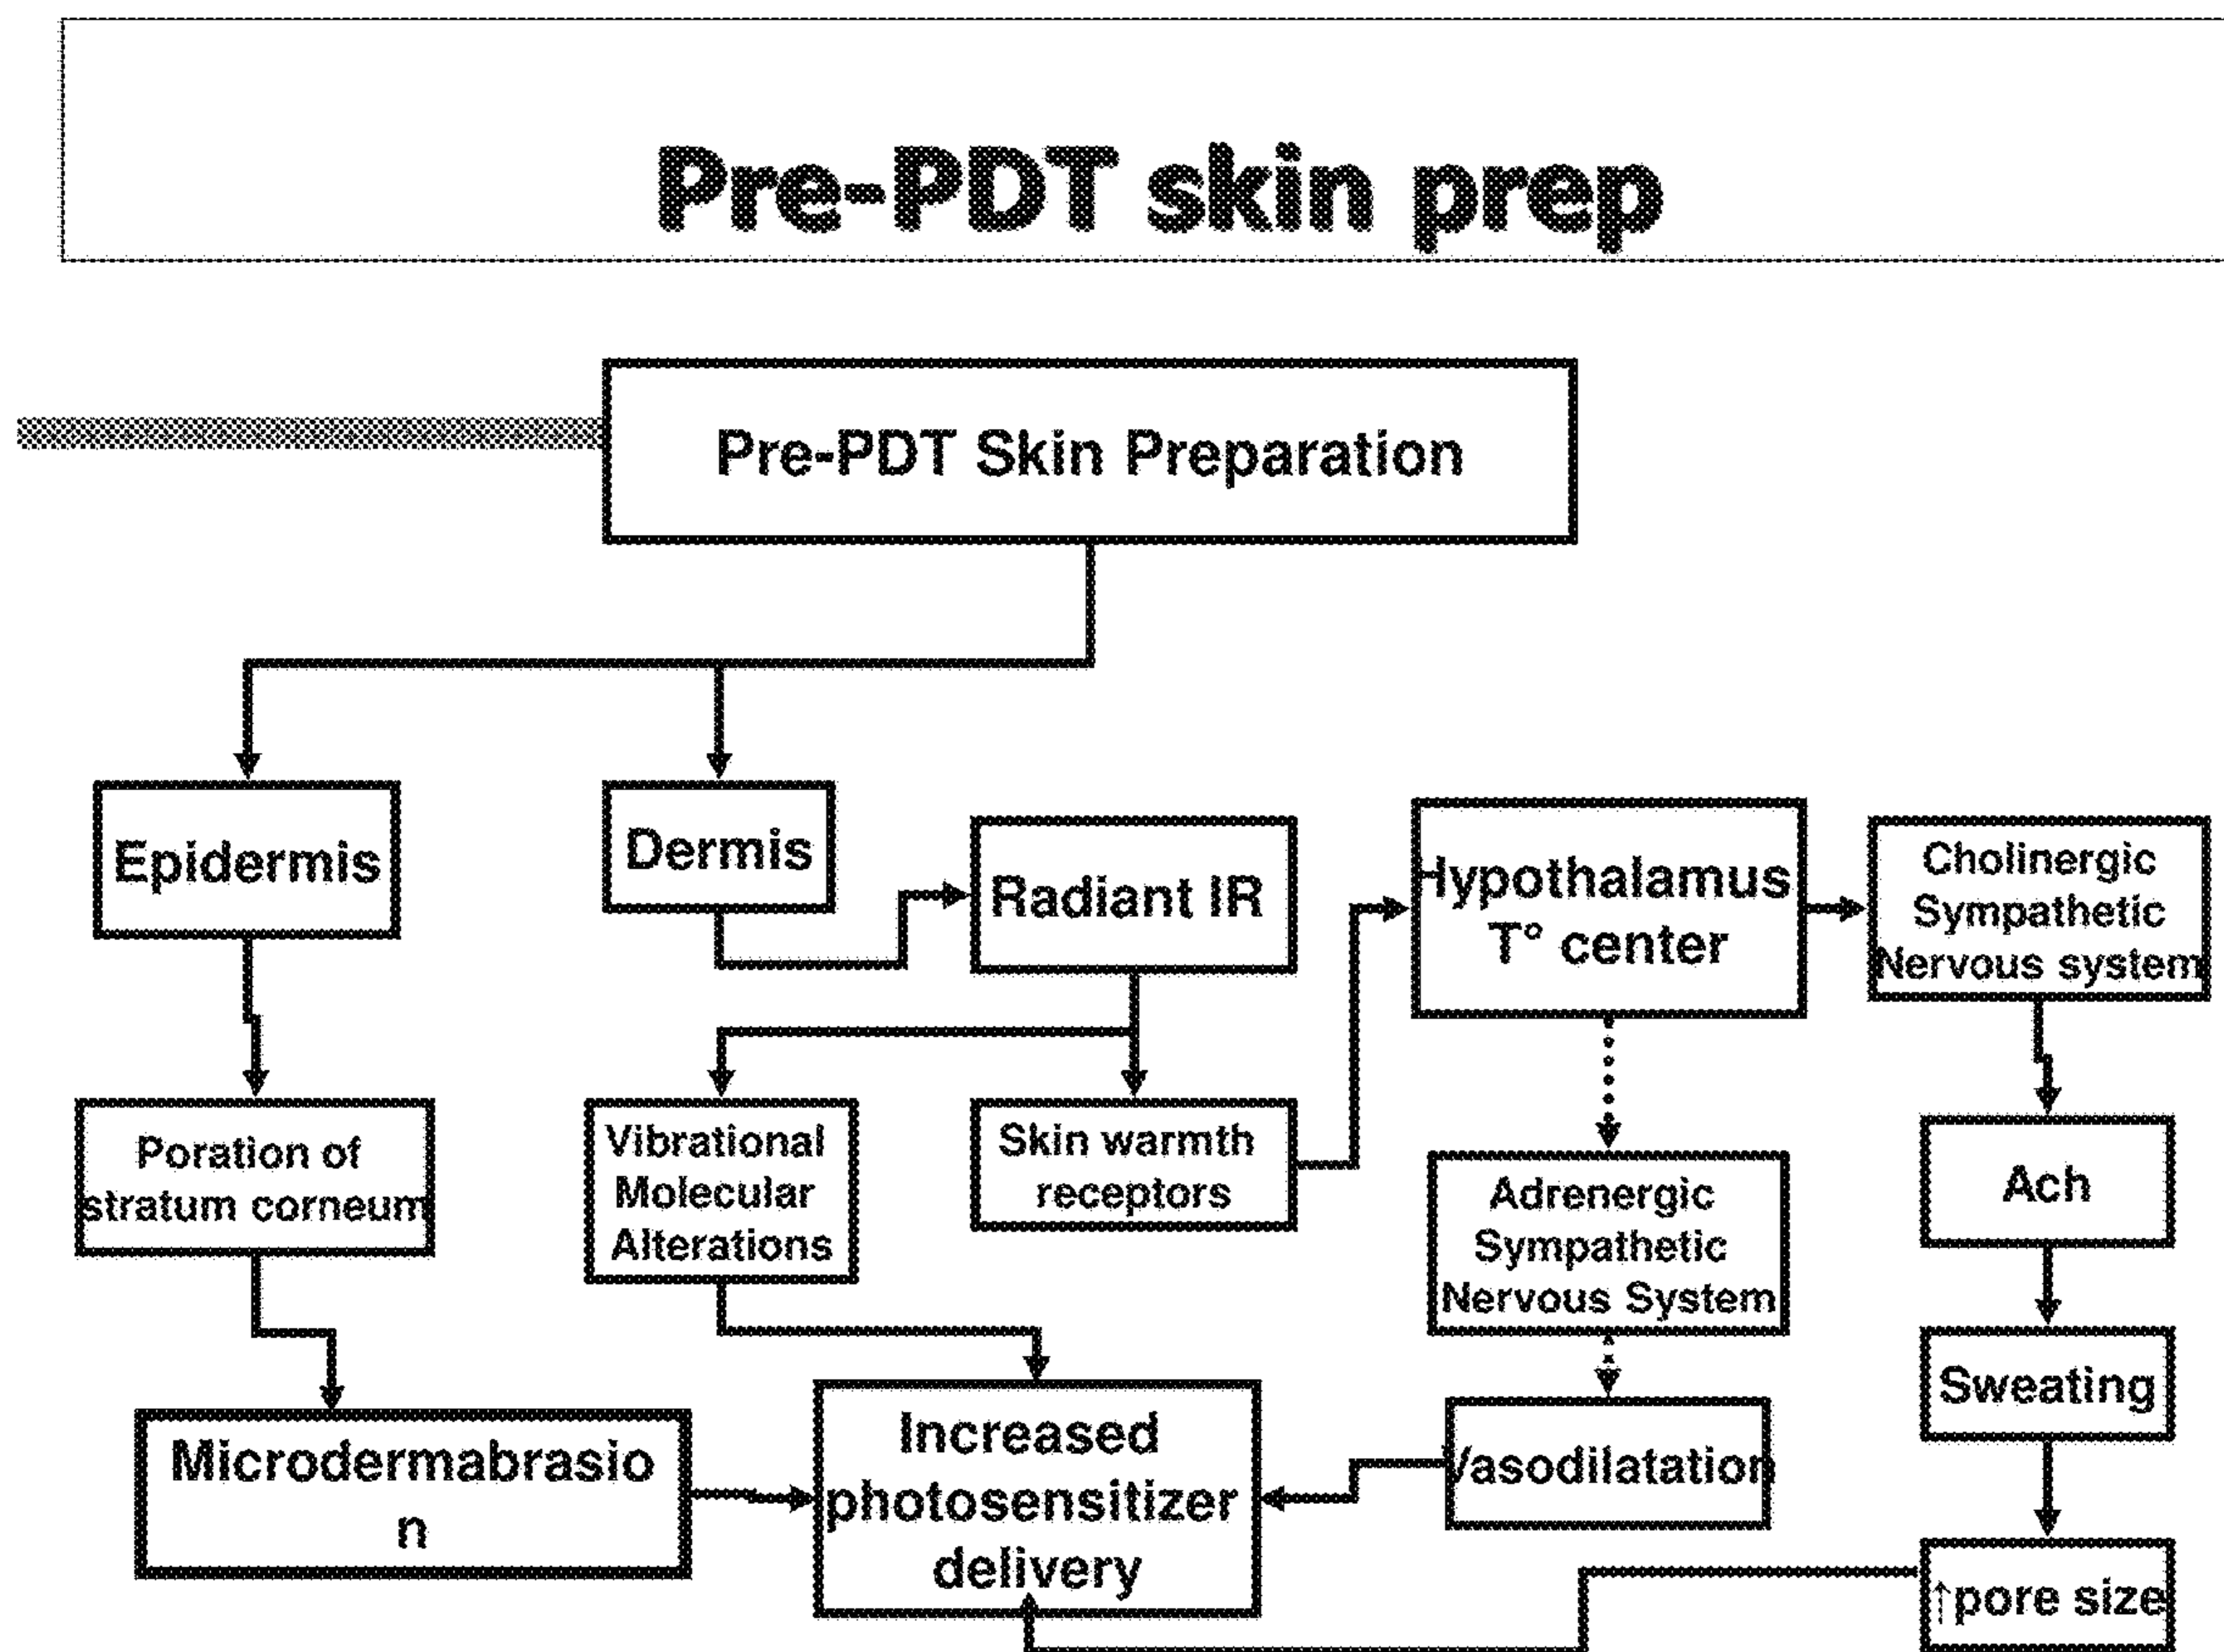 Pre-PDT skin prep
Pre-PDT Skin Preparation
Epidermis
Dermis
Radiant IR
Hypothalamus
T° center
Cholinergic
Sympathetic
Nervous system
Poration of
stratum corneum
Vibrational
Molecular
Alterations
Skin warmth
receptors
Adrenergic
Sympathetic
Nervous System
Ach
Sweating
Microdermabrasio
n
Increased
photosensitizer
delivery
Vasodilatation
↑pore size